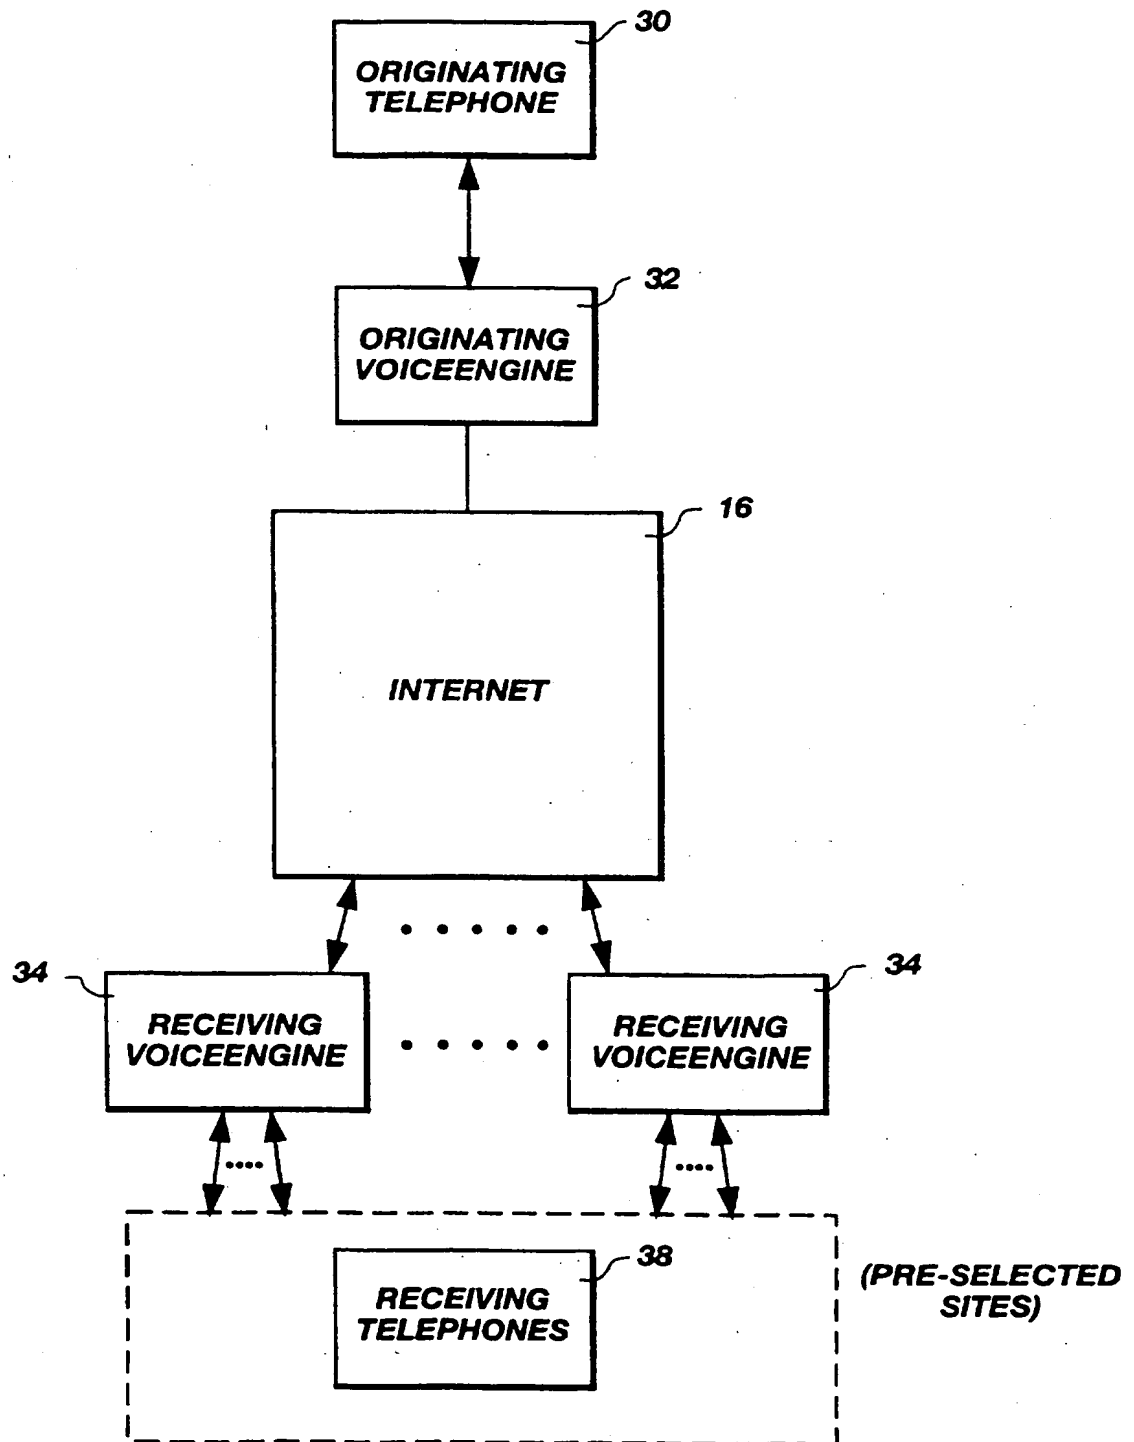 30
ORIGINATING
TELEPHONE
32
ORIGINATING
VOICEENGINE
16
INTERNET
34
34
RECEIVING
VOICEENGINE
RECEIVING
VOICEENGINE
38
RECEIVING
TELEPHONES
(PRE-SELECTED
SITES)